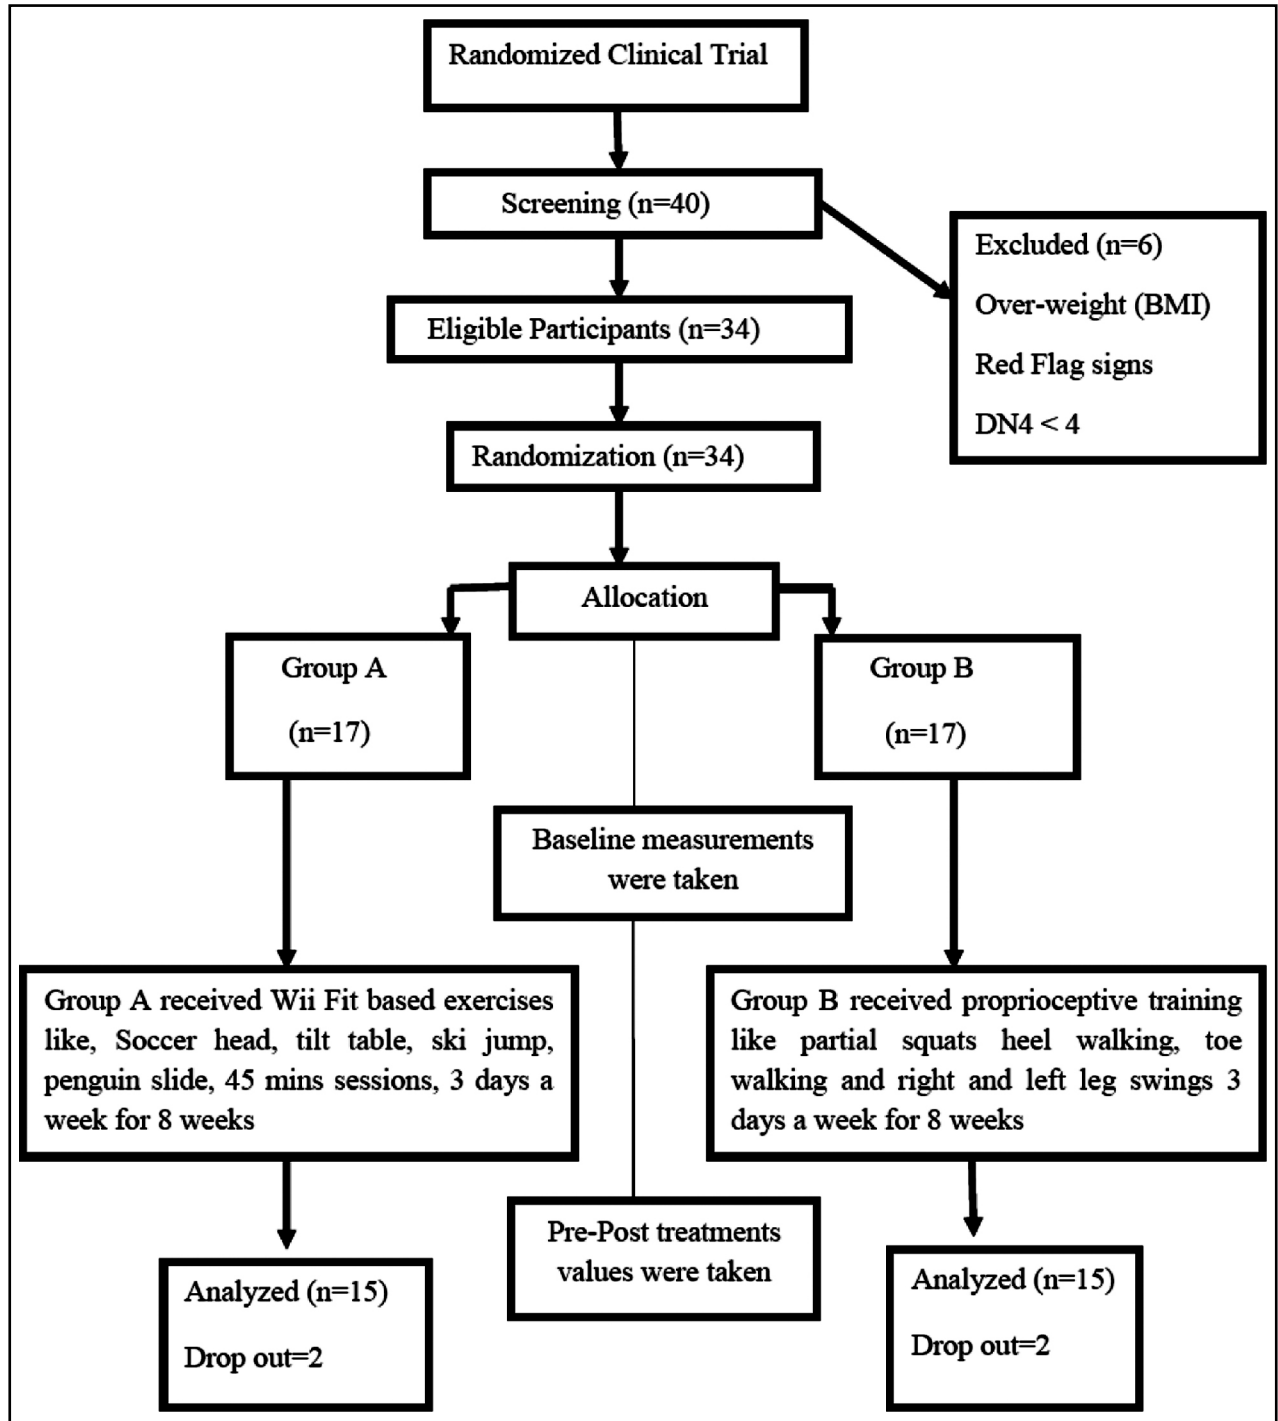 Randomized Clinical Trial
Screening (n=40)
Excluded (n=6)
Over-weight (BMI)
Red Flag signs
DN4 < 4
Eligible Participants (n=34)
Randomization (n=34)
Allocation
Group A
(n=17)
Group B
(n=17)
Baseline measurements
were taken
Group A received Wii Fit based exercises
like, Soccer head, tilt table, ski jump,
penguin slide, 45 mins sessions, 3 days a
week for 8 weeks
Group B received proprioceptive training
like partial squats heel walking, toe
walking and right and left leg swings 3
days a week for 8 weeks
Pre-Post treatments
values were taken
Analyzed (n=15)
Drop out=2
Analyzed (n=15)
Drop out=2